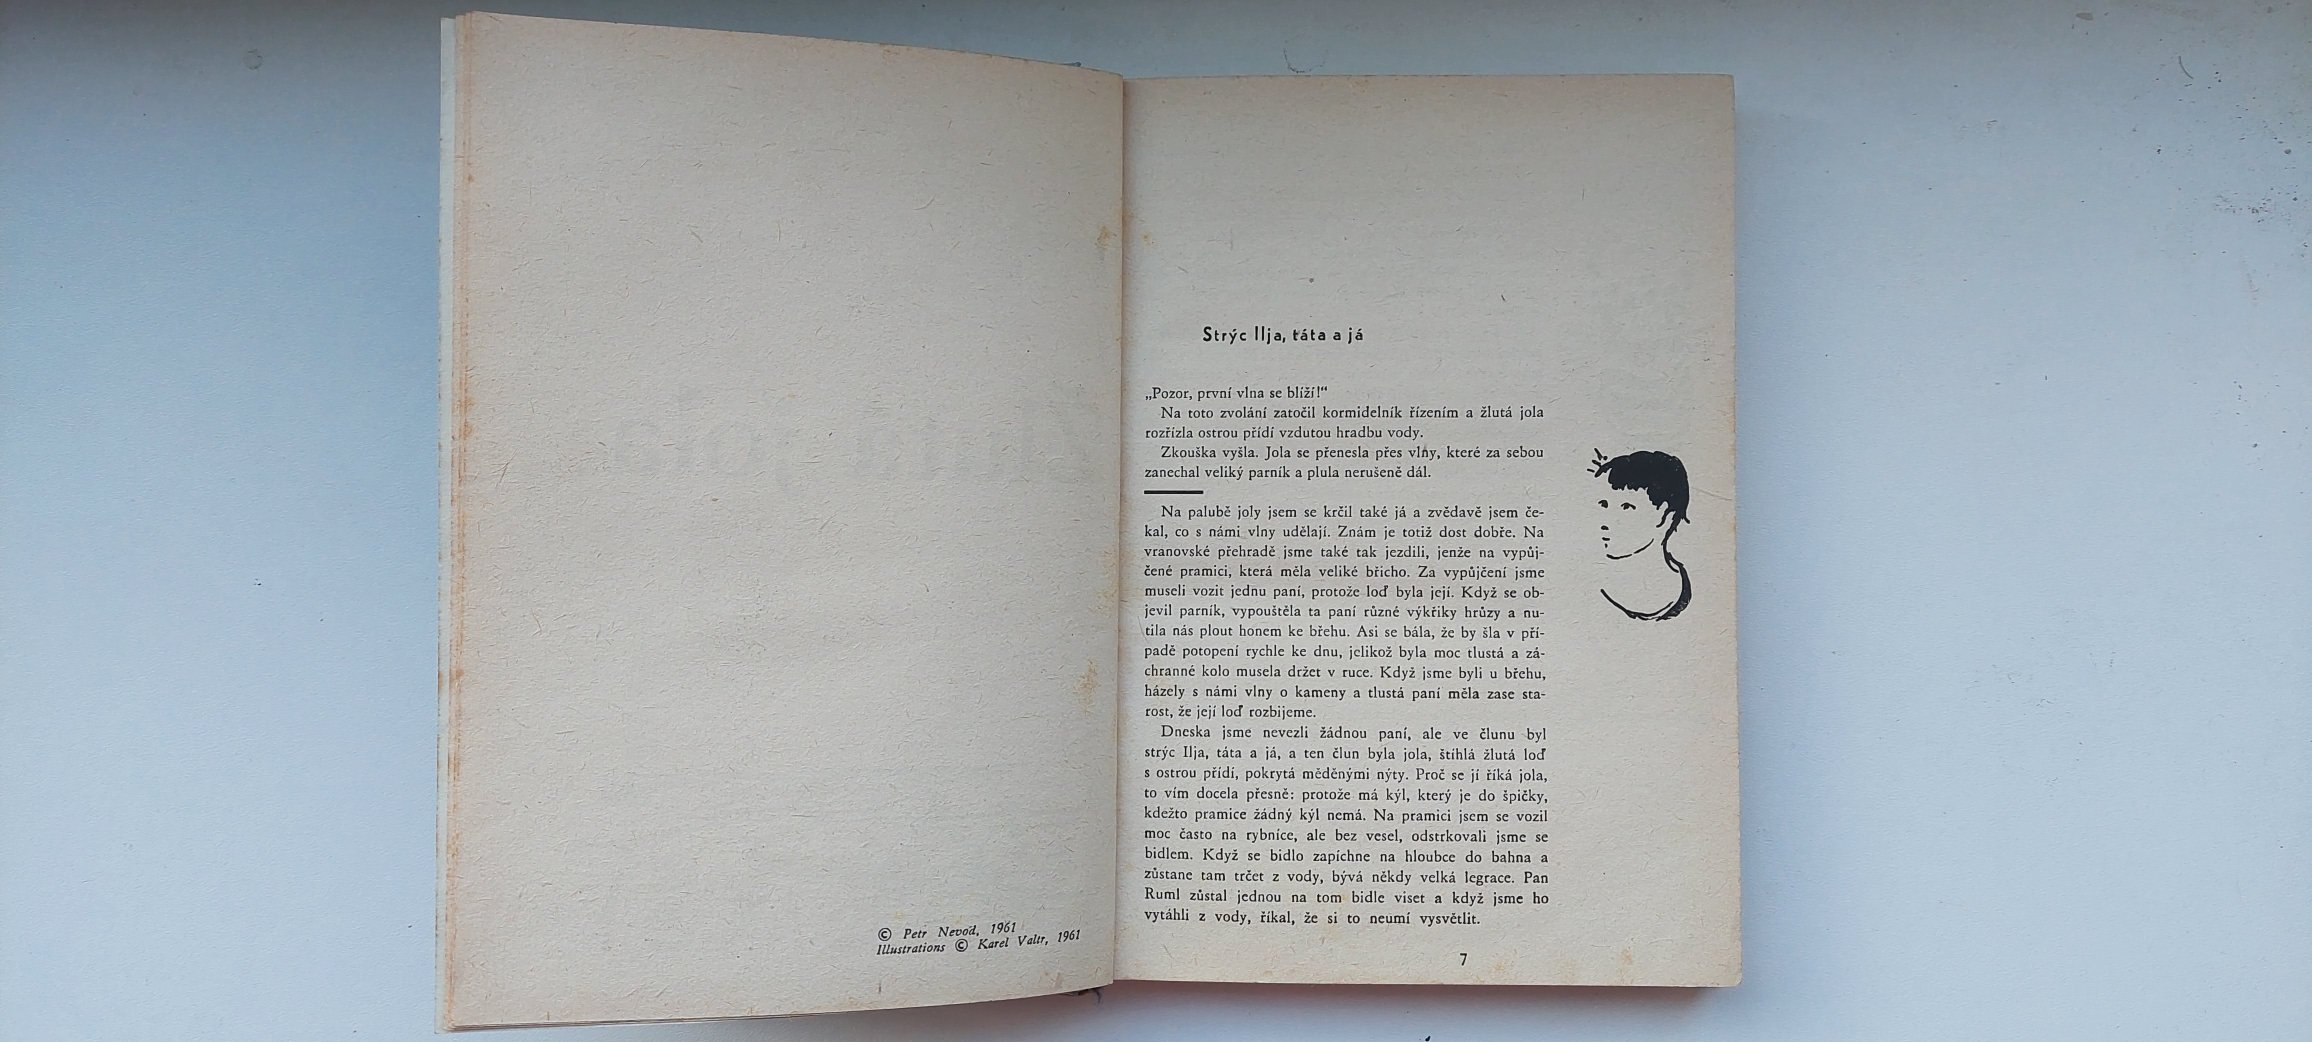 © Petr Nevod, 1961
Illustrations © Karel Valtr, 1961
Strýc Ilja, táta a já
„Pozor, první vlna se blíží!“
Na toto zvolání zatočil kormidelník řízením a žlutá jola
rozřízla ostrou přídí vzdutou hradbu vody.
Zkouška vyšla. Jola se přenesla přes vlny, které za sebou
zanechal veliký parník a plula nerušeně dál.
Na palubě joly jsem se krčil také já a zvědavě jsem če-
kal, co s námi vlny udělají. Znám je totiž dost dobře. Na
vranovské přehradě jsme také tak jezdili, jenže na vypůj-
čené pramici, která měla veliké břicho. Za vypůjčení jsme
museli vozit jednu paní, protože loď byla její. Když se ob-
jevil parník, vypouštěla ta paní různé výkřiky hrůzy a nu-
tila nás plout honem ke břehu. Asi se bála, že by šla v pří-
padě potopení rychle ke dnu, jelikož byla moc tlustá a zá-
chranné kolo musela držet v ruce. Když jsme byli u břehu,
házely s námi vlny o kameny a tlustá paní měla zase sta-
rost, že její loď rozbijeme.
Dneska jsme nevezli žádnou paní, ale ve člunu byl
strýc Ilja, táta a já, a ten člun byla jola, štíhlá žlutá loď
s ostrou přídí, pokrytá měděnými nýty. Proč se jí říká jola,
to vím docela přesně: protože má kýl, který je do špičky,
kdežto pramice žádný kýl nemá. Na pramici jsem se vozil
moc často na rybníce, ale bez vesel, odstrkovali jsme se
bidlem. Když se bidlo zapíchne na hloubce do bahna a
zůstane tam trčet z vody, bývá někdy velká legrace. Pan
Ruml zůstal jednou na tom bidle viset a když jsme ho
vytáhli z vody, říkal, že si to neumí vysvětlit.
7